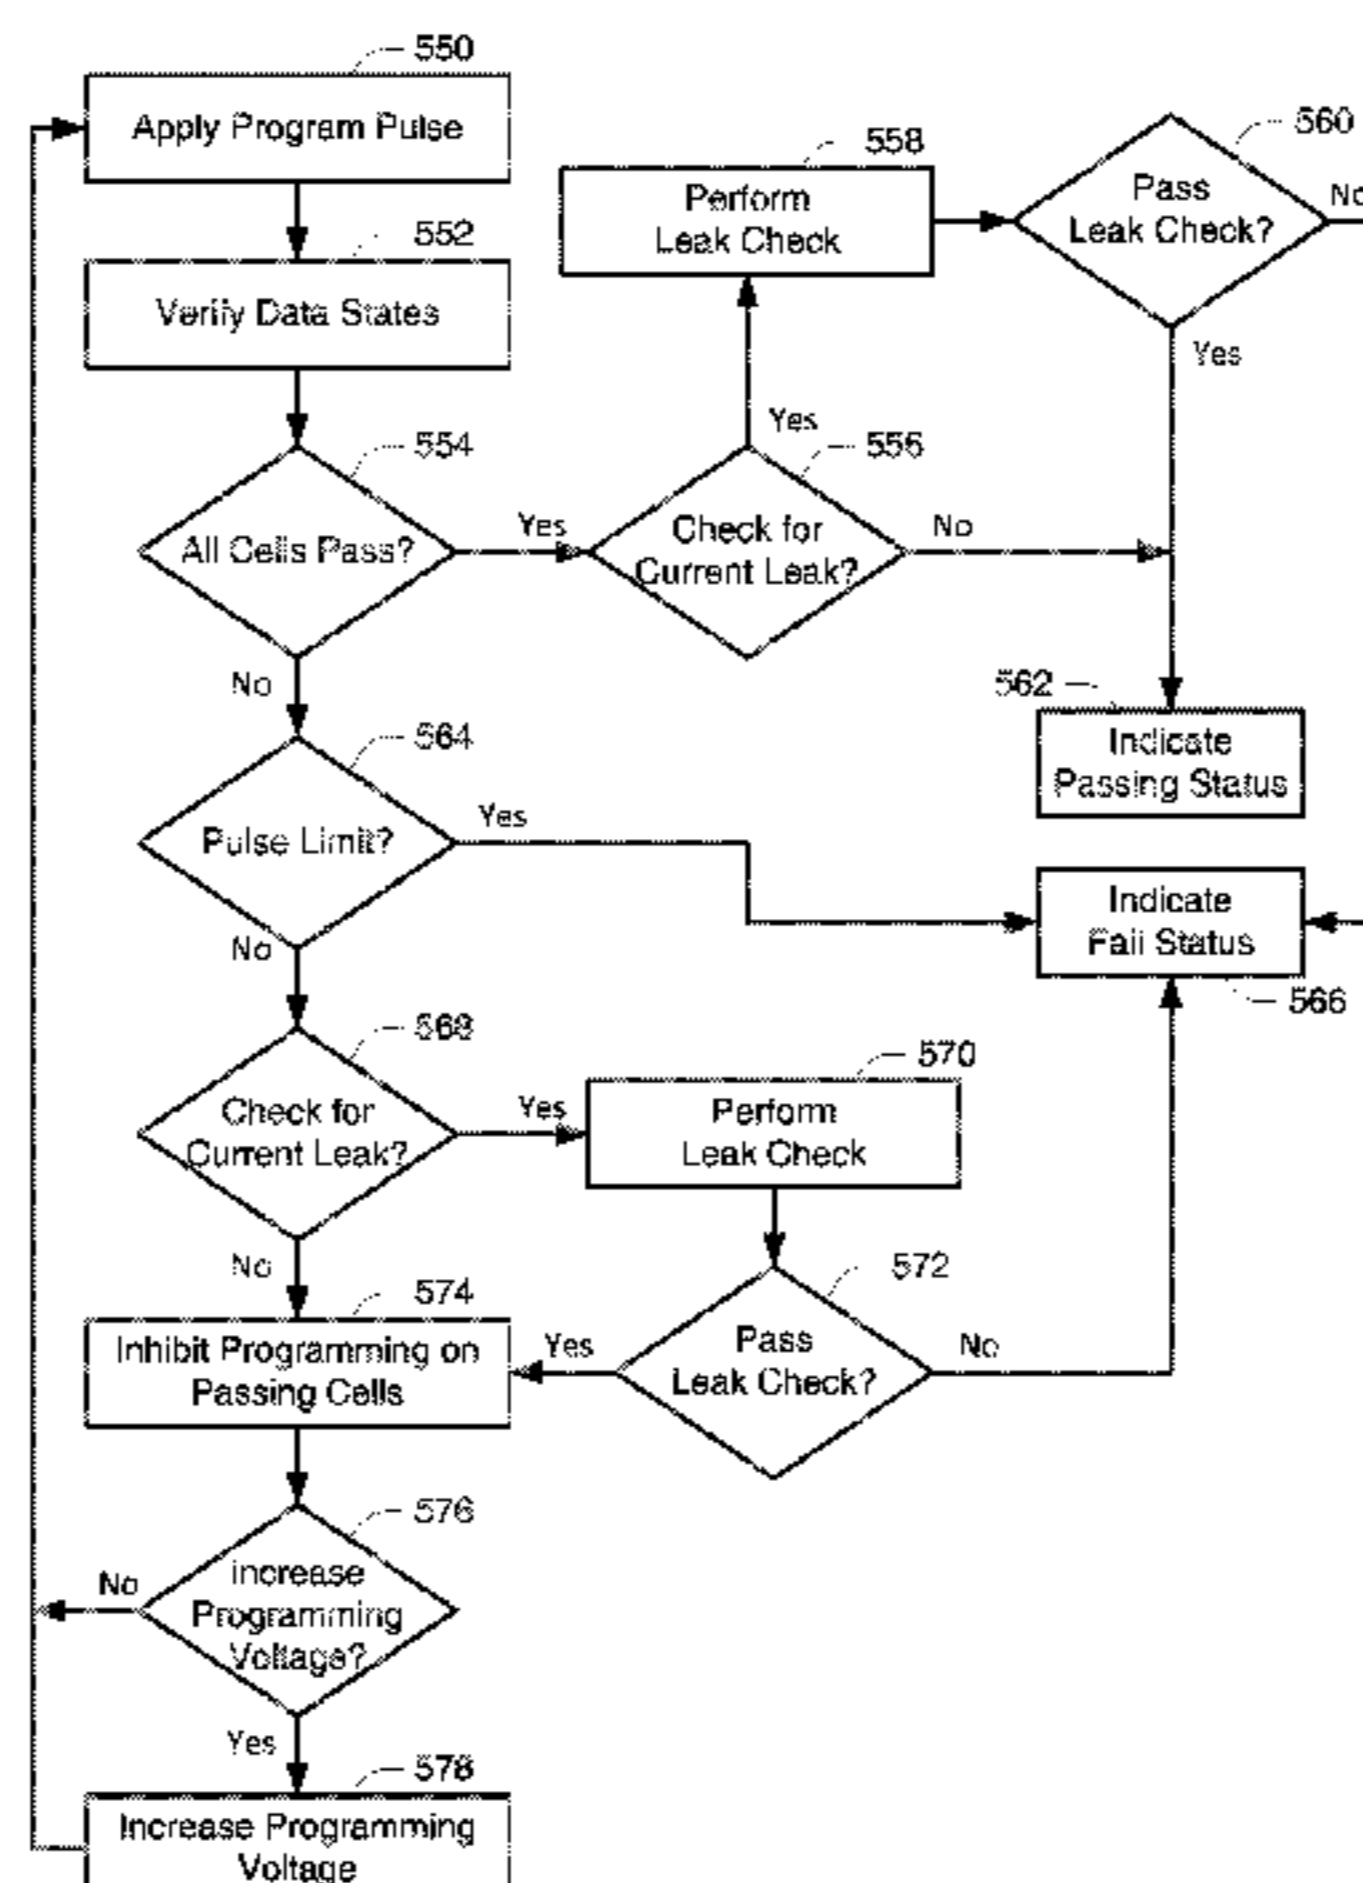 550
Apply Program Pulse
552
Verify Data States
554
All Cells Pass?
Yes
No
556
Check for
Current Leak?
Yes
No
558
Perform
Leak Check
560
Pass
Leak Check?
No
Yes
562
Indicate
Passing Status
564
Pulse Limit?
Yes
No
Indicate
Fail Status
566
568
Check for
Current Leak?
Yes
No
570
Perform
Leak Check
572
Pass
Leak Check?
Yes
No
574
Inhibit Programming on
Passing Cells
576
increase
Programming
Voltage?
No
Yes
578
Increase Programming
Voltage